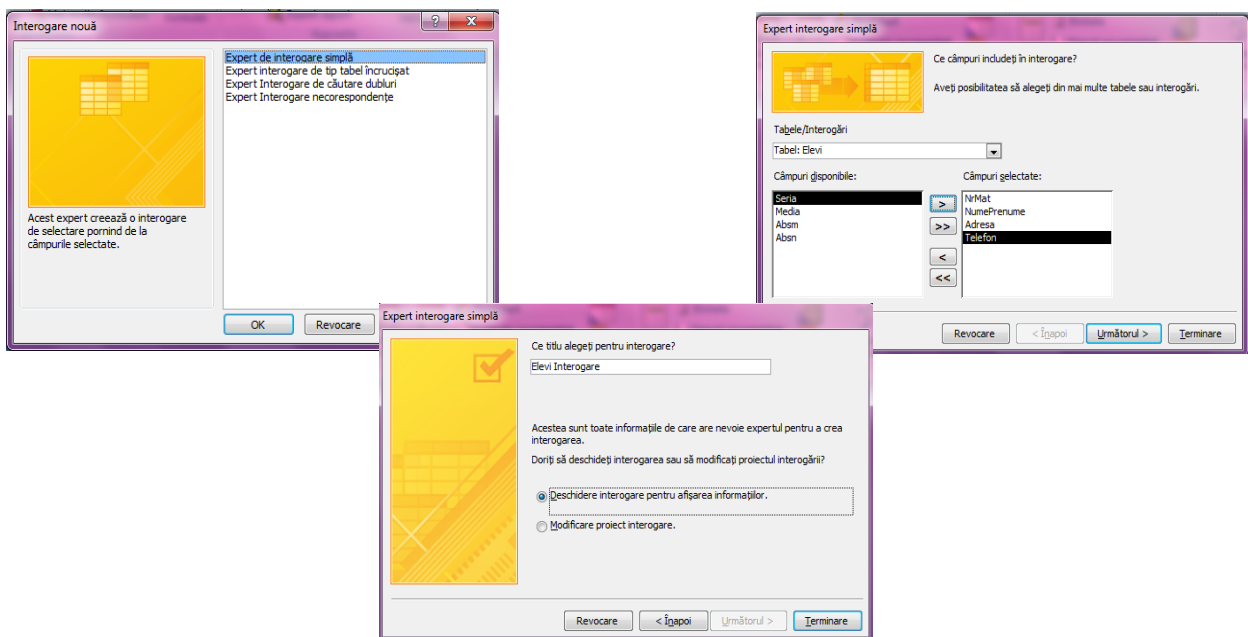 Interogare nouă
?
X
Expert de interogare simplă
Expert interogare de tip tabel încrucișat
Expert Interogare de căutare dubluri
Expert Interogare necorespondențe
Acest expert creează o interogare
de selectare pornind de la
câmpurile selectate.
OK
Revocare
Expert interogare simplă
Ce câmpuri includeți în interogare?
Aveți posibilitatea să alegeți din mai multe tabele sau interogări.
Tabele/Interogări
Tabel: Elevi
Câmpuri disponibile:
Câmpuri selectate:
Seria
Media
Absm
Absn
>
>>
<
<<
NrMat
NumePrenume
Adresa
Telefon
Revocare
< Înapoi
Următorul >
Terminare
Expert interogare simplă
Ce titlu alegeți pentru interogare?
Elevi Interogare
Acestea sunt toate informațiile de care are nevoie expertul pentru a crea
interogarea.
Doriți să deschideți interogarea sau să modificați proiectul interogării?
Deschidere interogare pentru afișarea informațiilor.
Modificare proiect interogare.
Revocare
< Înapoi
Următorul >
Terminare